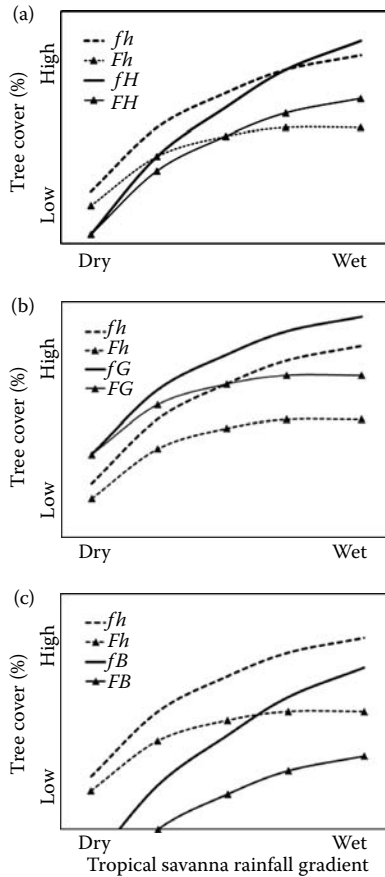 (a)
fh
Fh
fH
FH
High
Tree cover (%)
Low
Dry Wet
(b)
fh
Fh
fG
FG
High
Tree cover (%)
Low
Dry Wet
(c)
fh
Fh
fB
FB
High
Tree cover (%)
Low
Dry Wet
Tropical savanna rainfall gradient